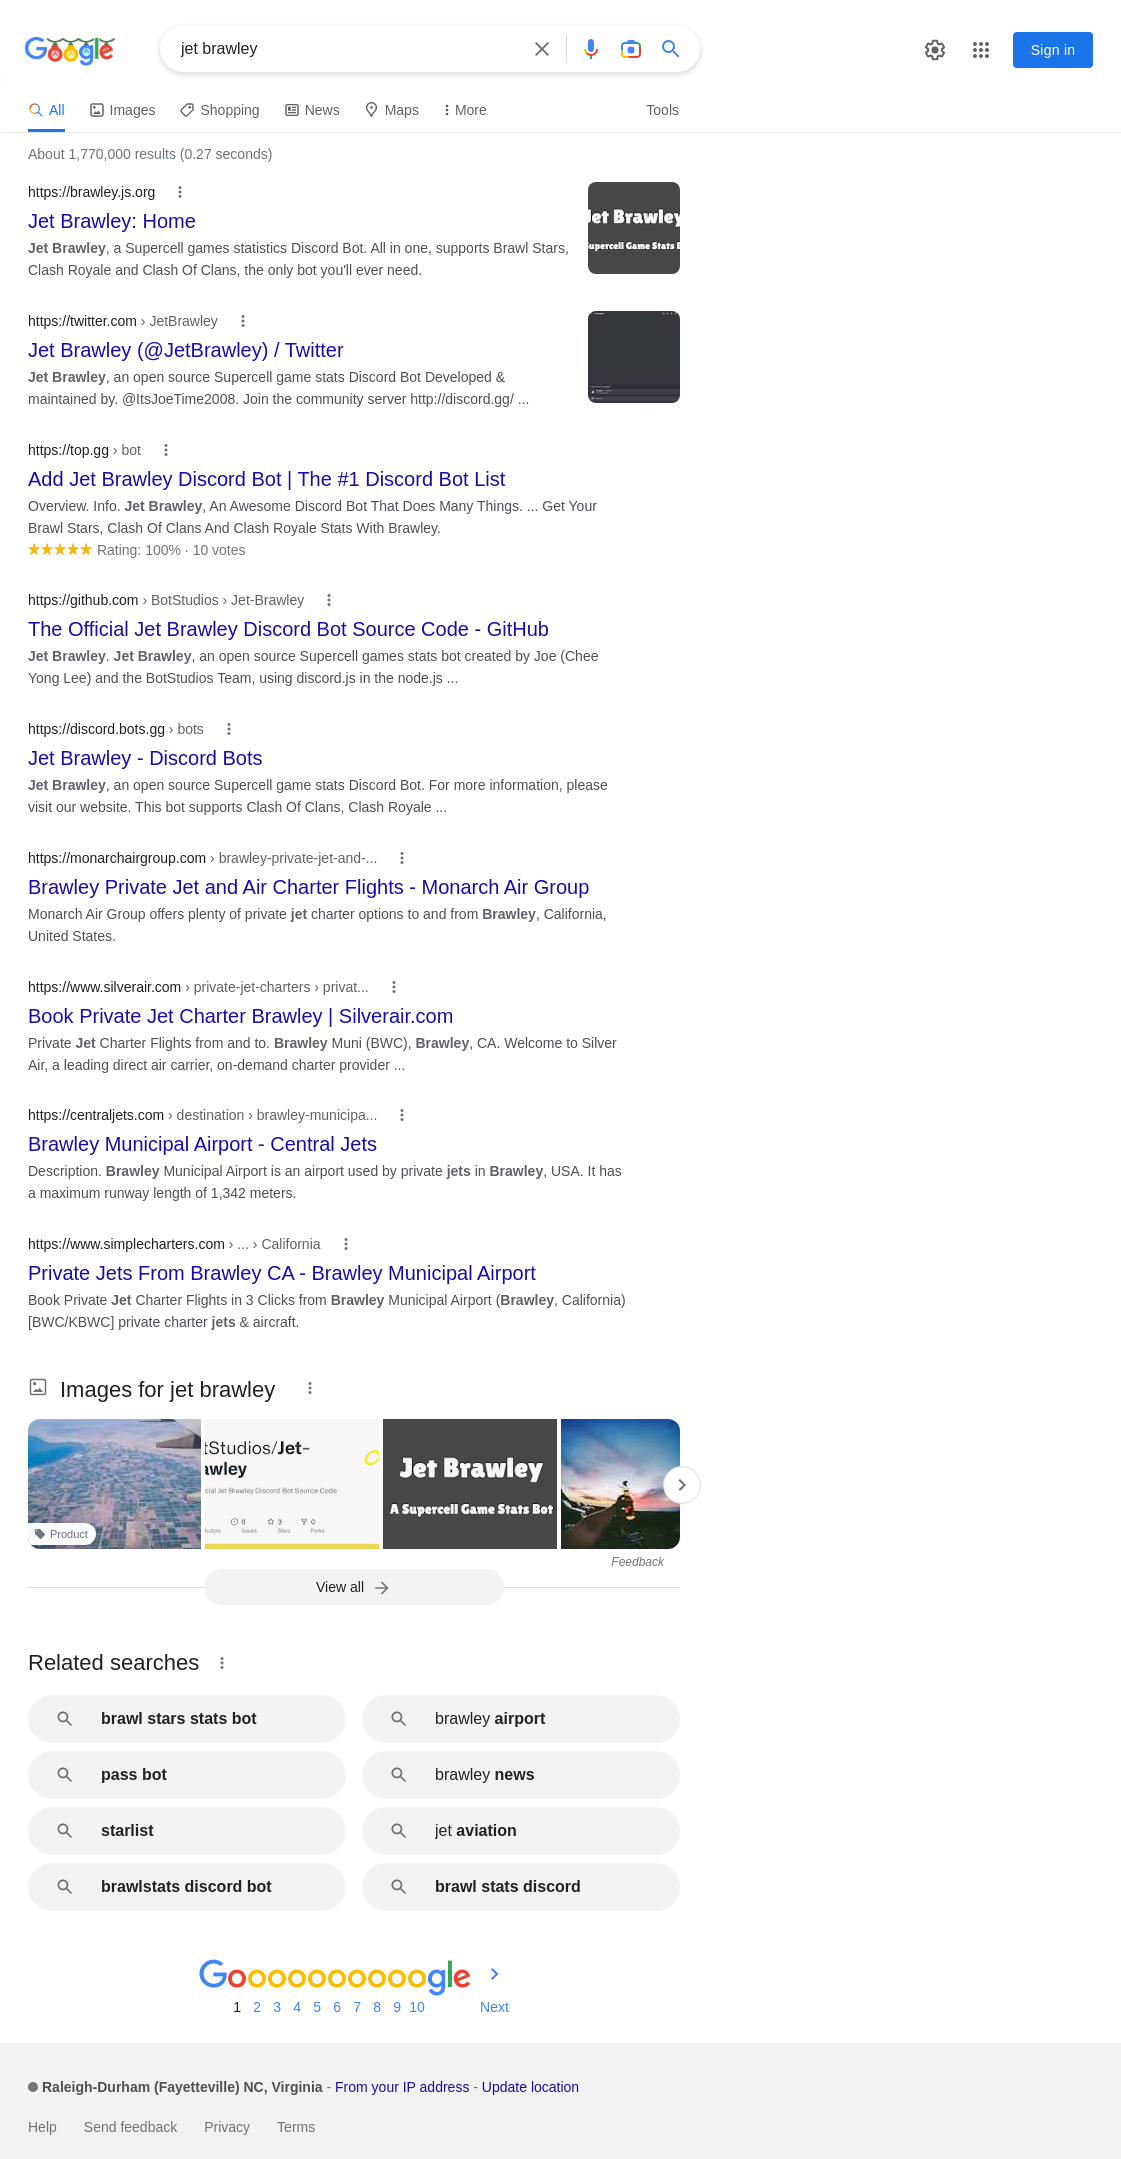 Google
jet brawley
Sign in
All
Images
Shopping
News
Maps
More
Tools
About 1,770,000 results (0.27 seconds)
https://brawley.js.org
Jet Brawley: Home
Jet Brawley, a Supercell games statistics Discord Bot. All in one, supports Brawl Stars,
Clash Royale and Clash Of Clans, the only bot you'll ever need.
Jet Brawley
Supercell Game Stats B
https://twitter.com › JetBrawley
Jet Brawley (@JetBrawley) / Twitter
Jet Brawley, an open source Supercell game stats Discord Bot Developed &
maintained by. @ItsJoeTime2008. Join the community server http://discord.gg/ ...
https://top.gg › bot
Add Jet Brawley Discord Bot | The #1 Discord Bot List
Overview. Info. Jet Brawley, An Awesome Discord Bot That Does Many Things. ... Get Your
Brawl Stars, Clash Of Clans And Clash Royale Stats With Brawley.
Rating: 100% · 10 votes
https://github.com › BotStudios › Jet-Brawley
The Official Jet Brawley Discord Bot Source Code - GitHub
Jet Brawley. Jet Brawley, an open source Supercell games stats bot created by Joe (Chee
Yong Lee) and the BotStudios Team, using discord.js in the node.js ...
https://discord.bots.gg › bots
Jet Brawley - Discord Bots
Jet Brawley, an open source Supercell game stats Discord Bot. For more information, please
visit our website. This bot supports Clash Of Clans, Clash Royale ...
https://monarchairgroup.com › brawley-private-jet-and-...
Brawley Private Jet and Air Charter Flights - Monarch Air Group
Monarch Air Group offers plenty of private jet charter options to and from Brawley, California,
United States.
https://www.silverair.com › private-jet-charters › privat...
Book Private Jet Charter Brawley | Silverair.com
Private Jet Charter Flights from and to. Brawley Muni (BWC), Brawley, CA. Welcome to Silver
Air, a leading direct air carrier, on-demand charter provider ...
https://centraljets.com › destination › brawley-municipa...
Brawley Municipal Airport - Central Jets
Description. Brawley Municipal Airport is an airport used by private jets in Brawley, USA. It has
a maximum runway length of 1,342 meters.
https://www.simplecharters.com › ... › California
Private Jets From Brawley CA - Brawley Municipal Airport
Book Private Jet Charter Flights in 3 Clicks from Brawley Municipal Airport (Brawley, California)
[BWC/KBWC] private charter jets & aircraft.
Images for jet brawley
Product
tStudios/Jet-
awley
cial Jet Brawley Discord Bot Source Code
0 3 0
Issues Stars Forks
Jet Brawley
A Supercell Game Stats Bot
Feedback
View all
Related searches
brawl stars stats bot
brawley airport
pass bot
brawley news
starlist
jet aviation
brawlstats discord bot
brawl stats discord
Goooooooooogle
1 2 3 4 5 6 7 8 9 10 Next
Raleigh-Durham (Fayetteville) NC, Virginia - From your IP address - Update location
Help Send feedback Privacy Terms